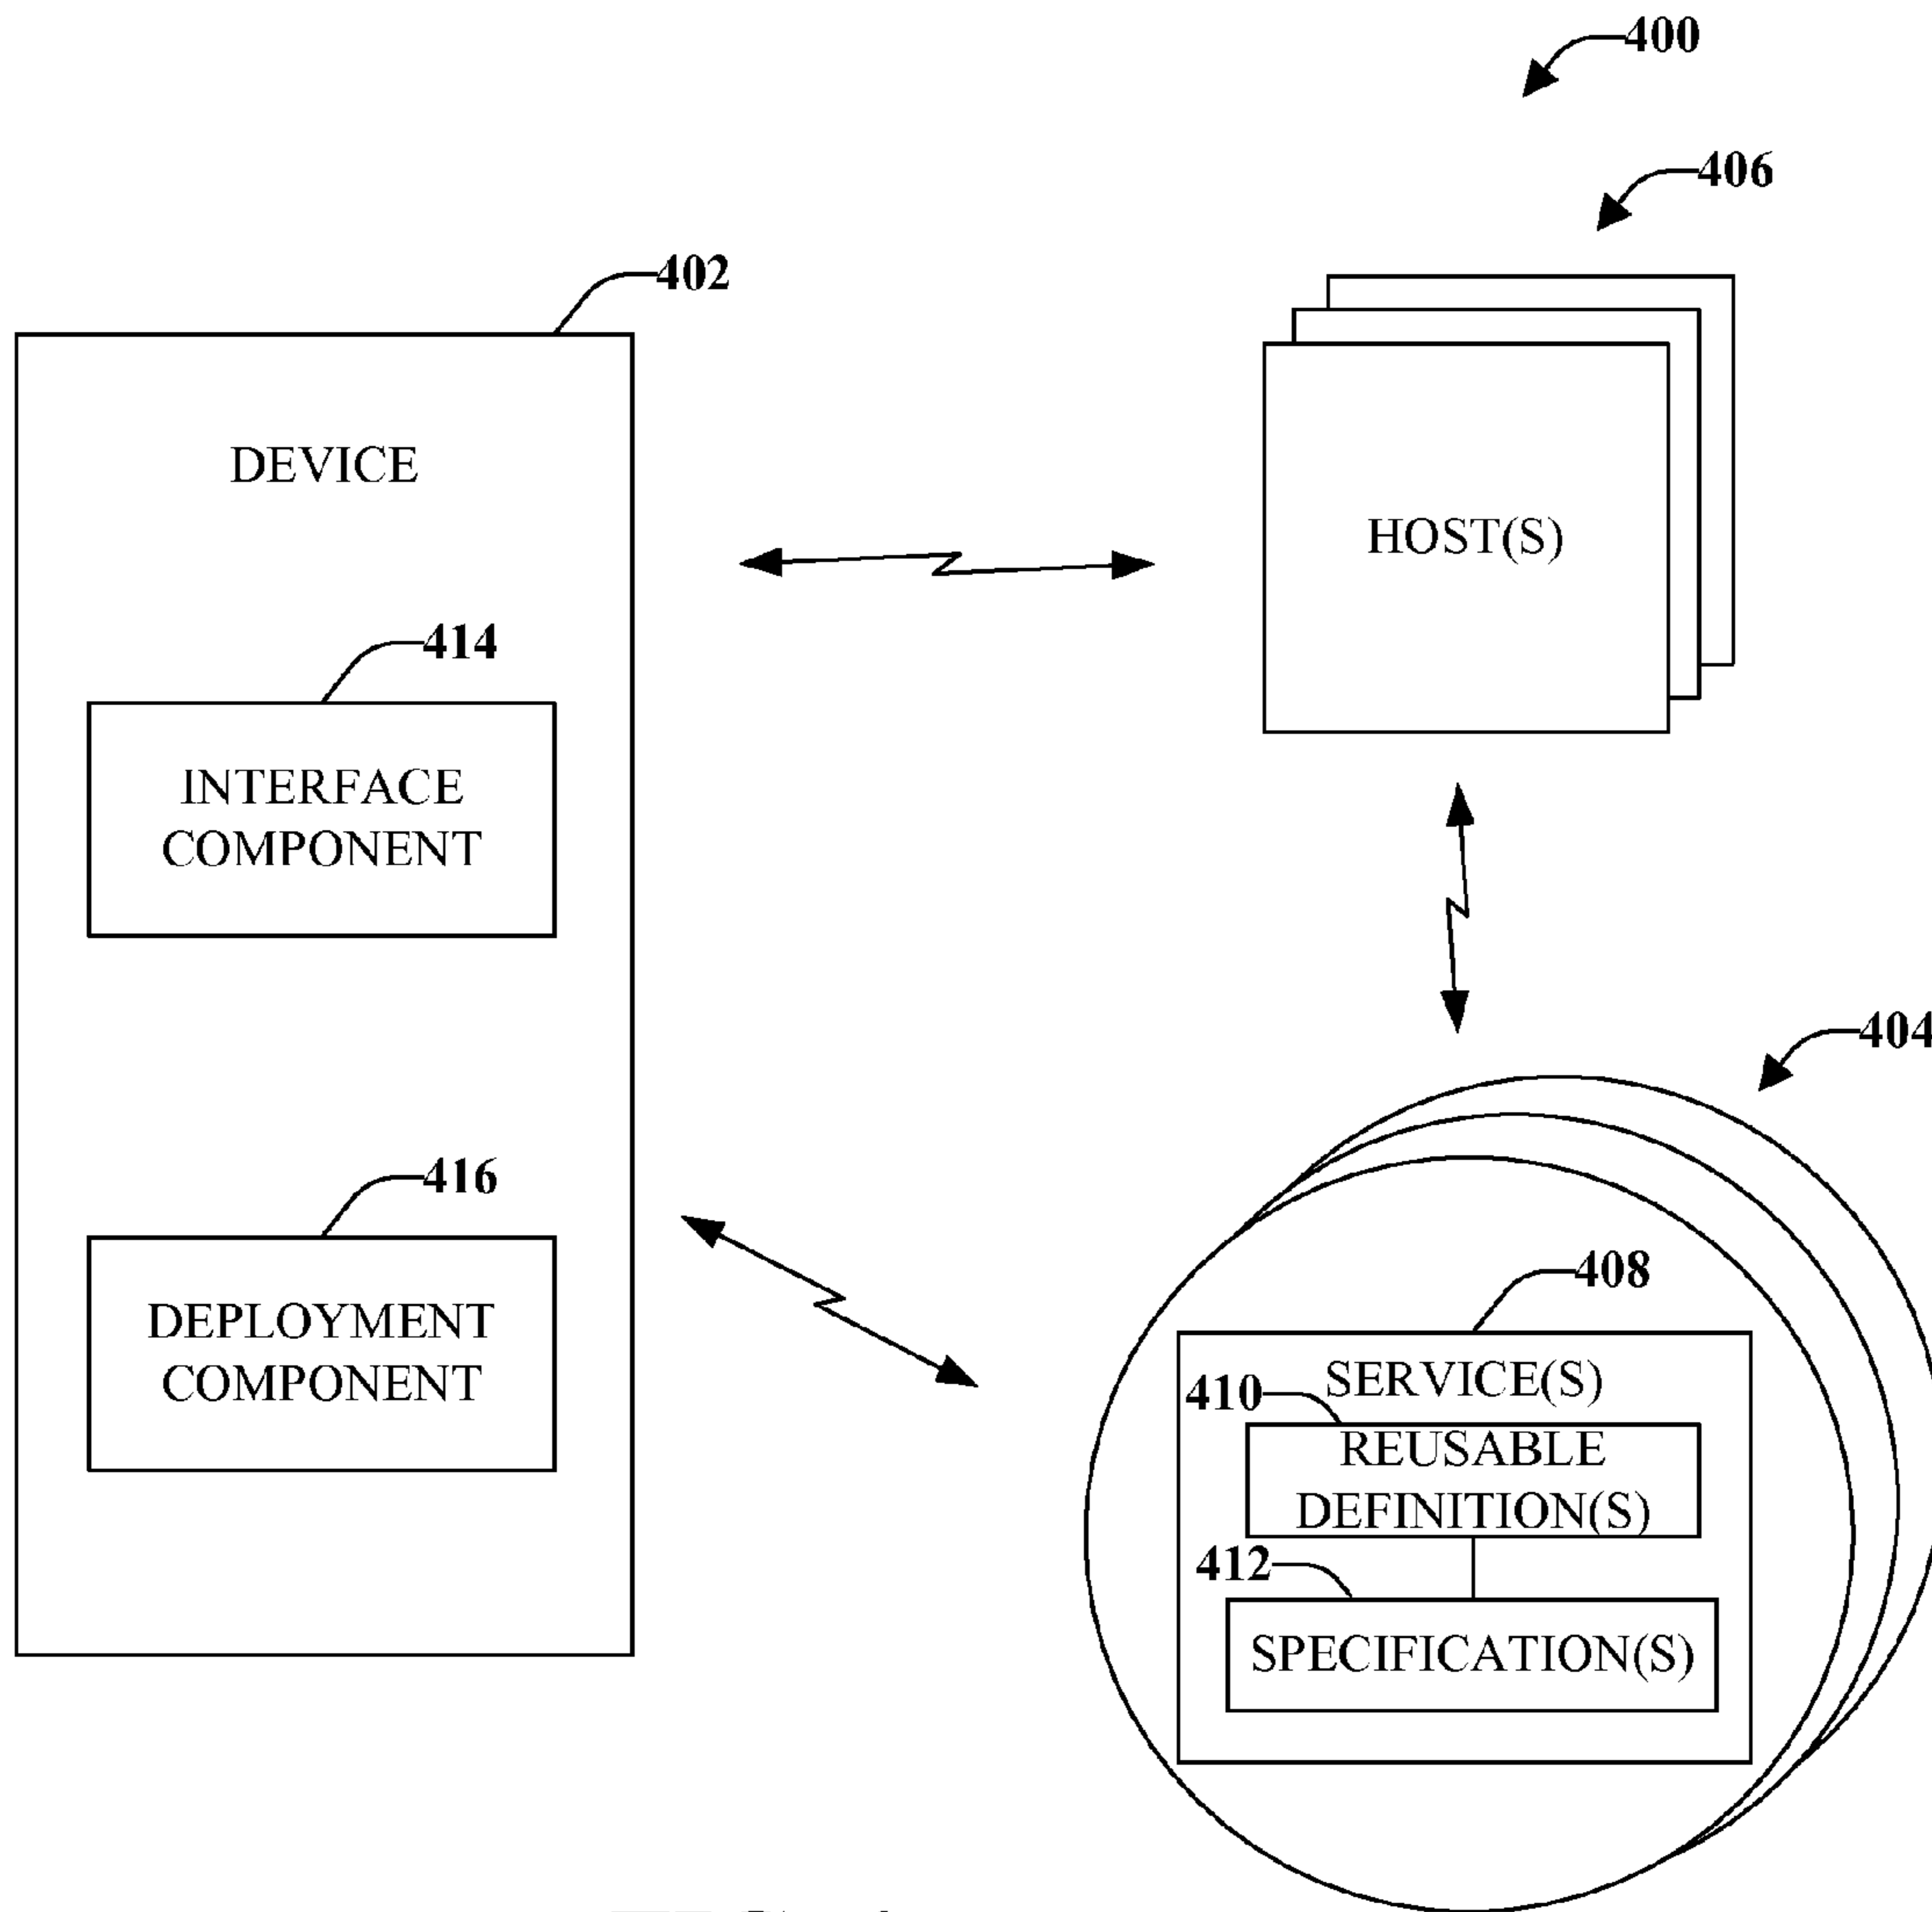 400
406
402
DEVICE
HOST(S)
414
INTERFACE
COMPONENT
404
416
DEPLOYMENT
COMPONENT
408
SERVICE(S)
410
REUSABLE
DEFINITION(S)
412
SPECIFICATION(S)